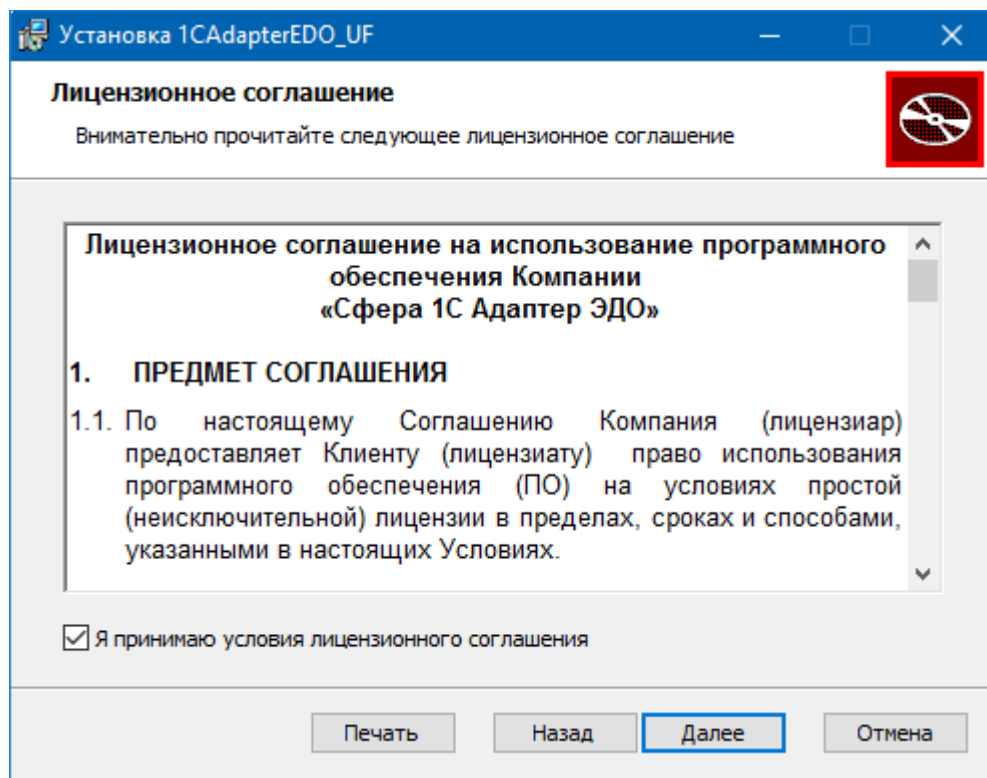 Установка 1CAdapterEDO_UF
Лицензионное соглашение
Внимательно прочитайте следующее лицензионное соглашение
Лицензионное соглашение на использование программного
обеспечения Компании
«Сфера 1С Адаптер ЭДО»
1. ПРЕДМЕТ СОГЛАШЕНИЯ
1.1. По настоящему Соглашению Компания (лицензиар)
предоставляет Клиенту (лицензиату) право использования
программного обеспечения (ПО) на условиях простой
(неисключительной) лицензии в пределах, сроках и способами,
указанными в настоящих Условиях.
Я принимаю условия лицензионного соглашения
Печать Назад Далее Отмена